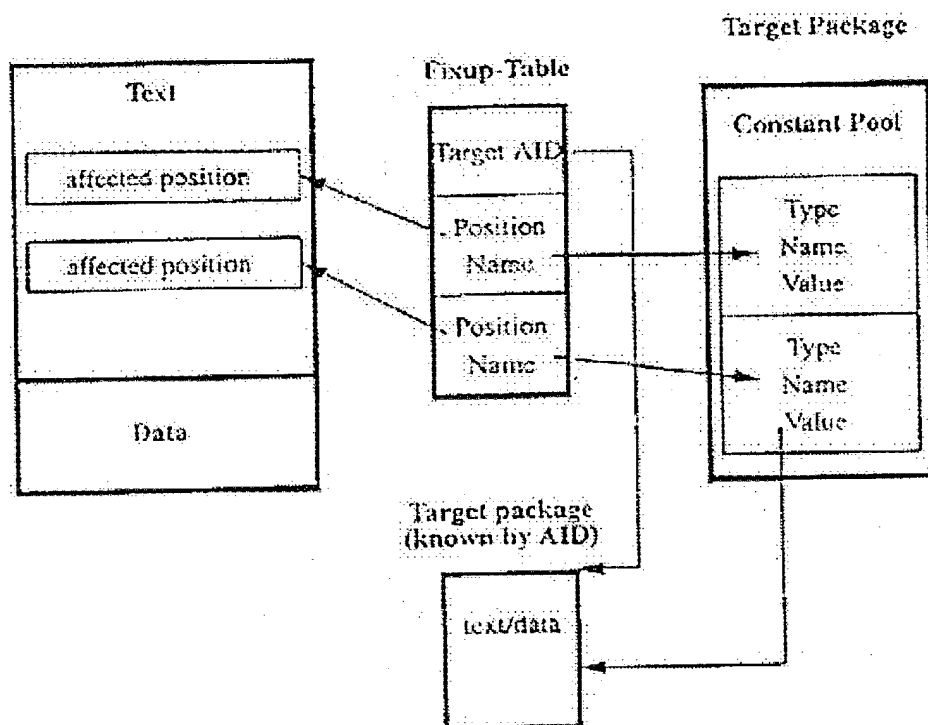 Target Package
Text
Fixup-Table
Constant Pool
affected position
Target AID
Type
Name
Value
affected position
Position
Name
Position
Name
Type
Name
Value
Data
Target package
(known by AID)
text/data